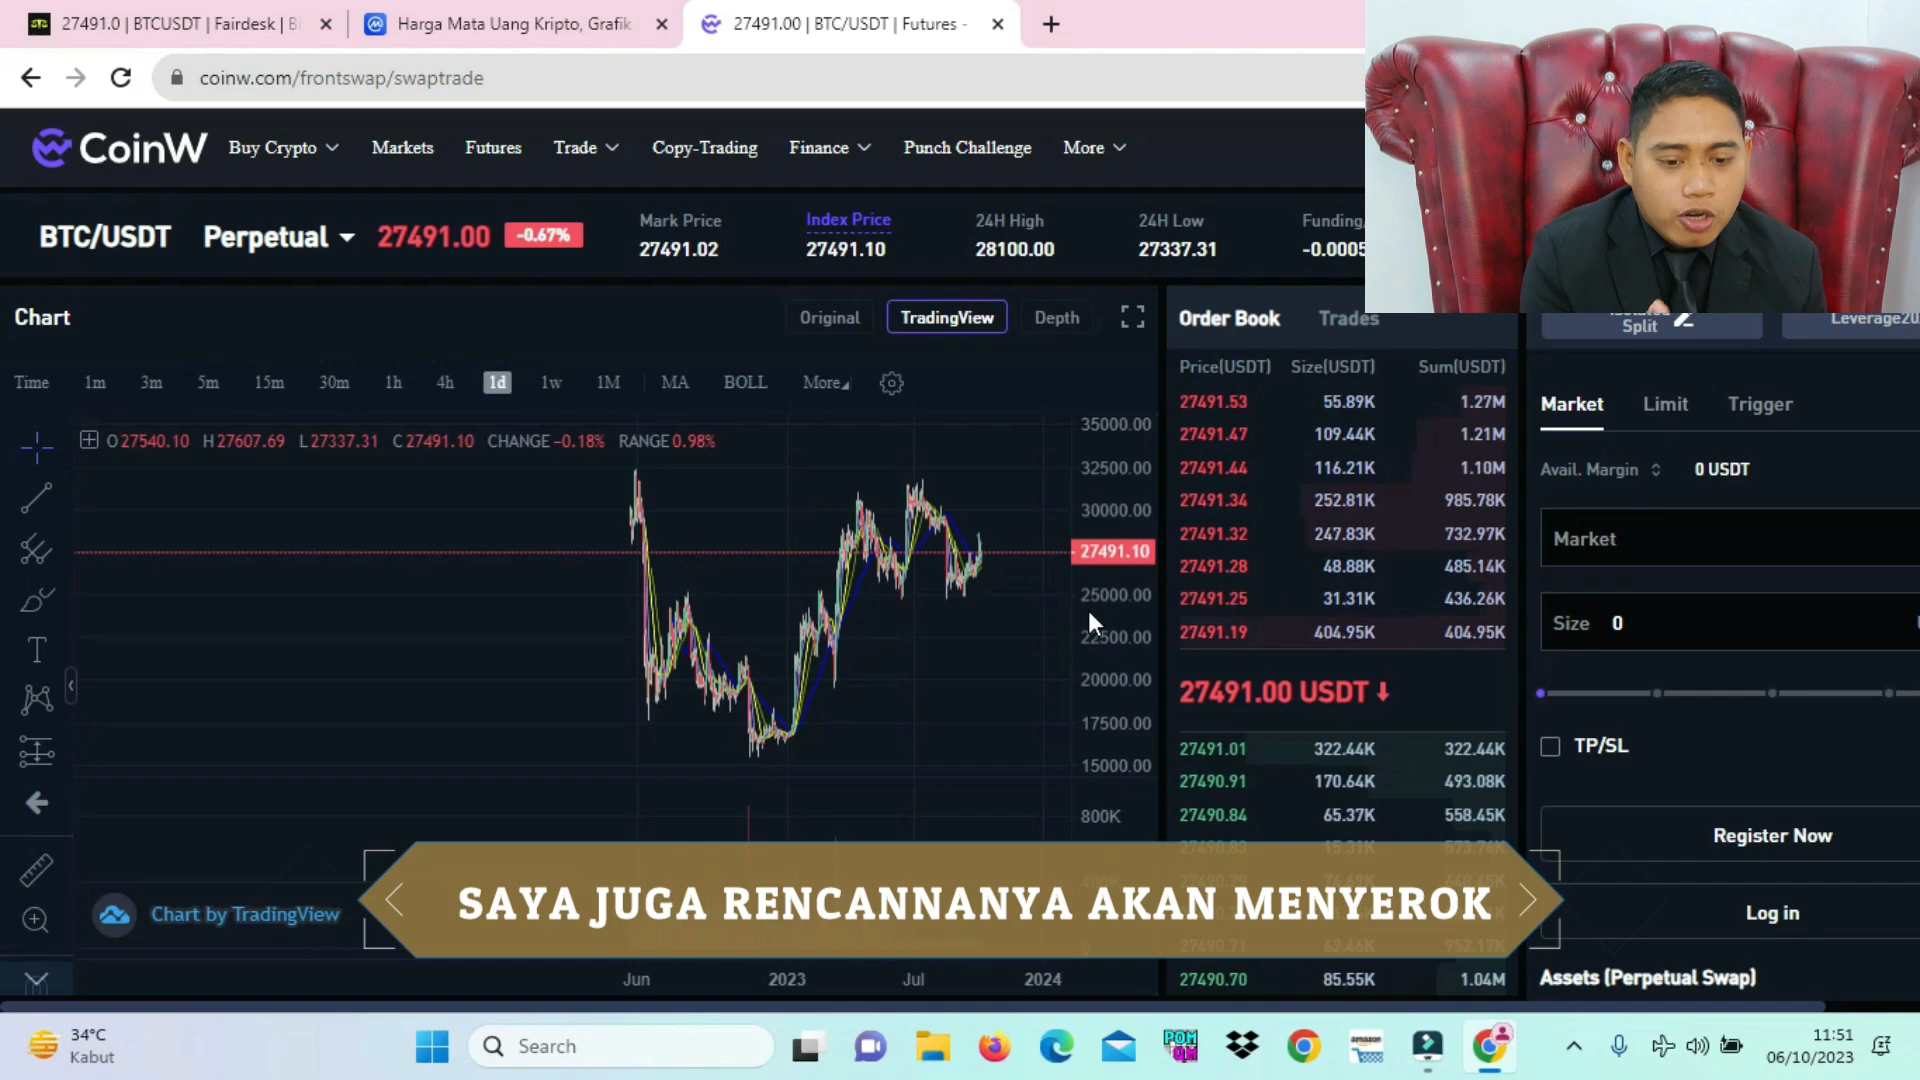 27491.0 | BTCUSDT | Fairdesk | Bi
Harga Mata Uang Kripto, Grafik
27491.00 | BTC/USDT | Futures -
coinw.com/frontswap/swaptrade
CoinW
Buy Crypto Markets Futures Trade Copy-Trading Finance Punch Challenge More
BTC/USDT Perpetual 27491.00 -0.67%
Mark Price Index Price 24H High 24H Low Funding
27491.02 27491.10 28100.00 27337.31 -0.0005
Chart
Original TradingView Depth
Time 1m 3m 5m 15m 30m 1h 4h 1d 1w 1M MA BOLL More
O 27540.10 H 27607.69 L 27337.31 C 27491.10 CHANGE -0.18% RANGE 0.98%
35000.00
32500.00
30000.00
27491.10
25000.00
22500.00
20000.00
17500.00
15000.00
800K
Chart by TradingView
Jun 2023 Jul 2024
Order Book Trades
Price(USDT) Size(USDT) Sum(USDT)
27491.53 55.89K 1.27M
27491.47 109.44K 1.21M
27491.44 116.21K 1.10M
27491.34 252.81K 985.78K
27491.32 247.83K 732.97K
27491.28 48.88K 485.14K
27491.25 31.31K 436.26K
27491.19 404.95K 404.95K
27491.00 USDT
27491.01 322.44K 322.44K
27490.91 170.64K 493.08K
27490.84 65.37K 558.45K
27490.70 85.55K 1.04M
Split
Leverage20
Market Limit Trigger
Avail. Margin 0 USDT
Market
Size 0
TP/SL
Register Now
Log in
Assets (Perpetual Swap)
SAYA JUGA RENCANNANYA AKAN MENYEROK
34°C
Kabut
Search
POM
QM
amazon
11:51
06/10/2023